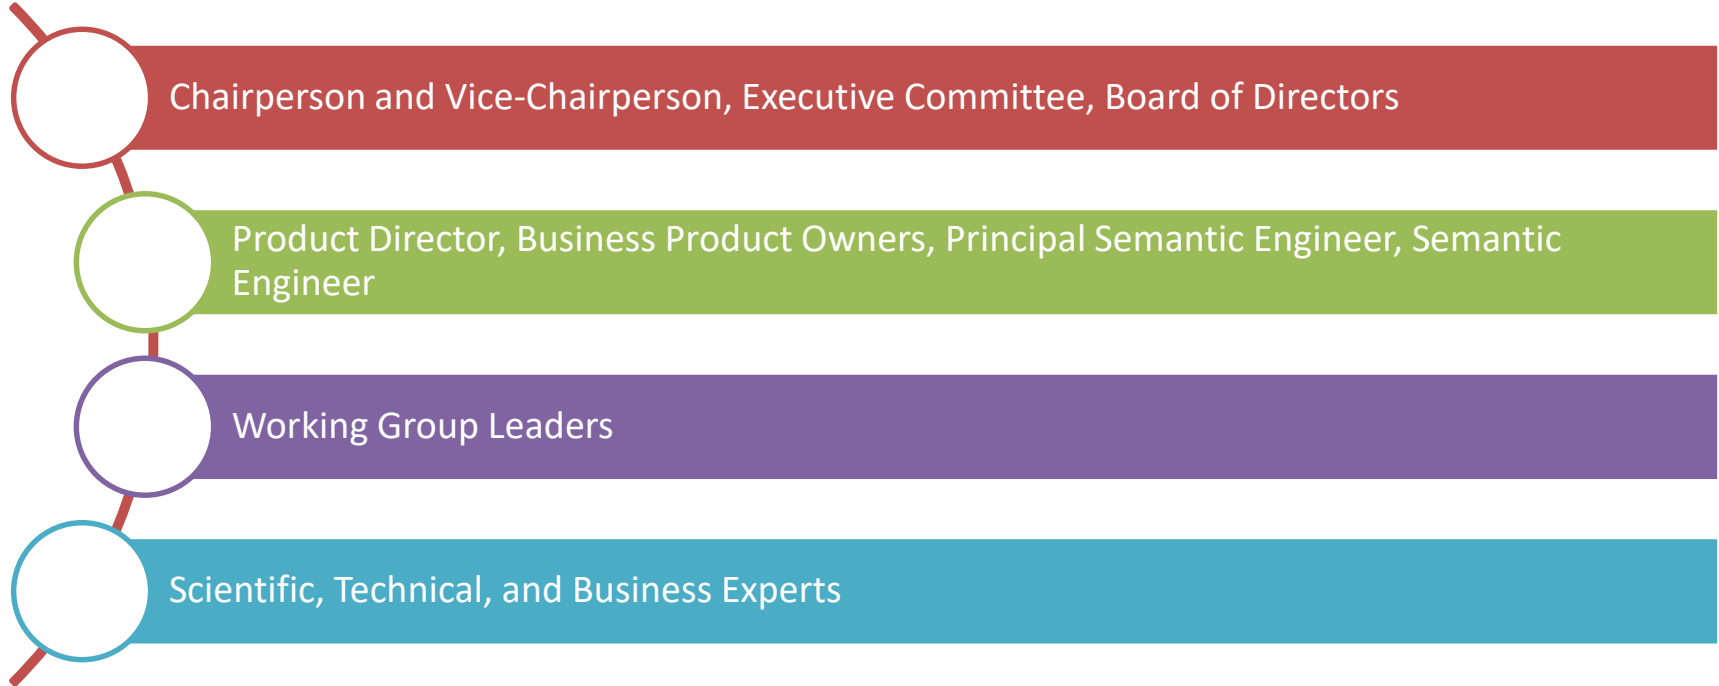 Chairperson and Vice-Chairperson, Executive Committee, Board of Directors
Product Director, Business Product Owners, Principal Semantic Engineer, Semantic
Engineer
Working Group Leaders
Scientific, Technical, and Business Experts